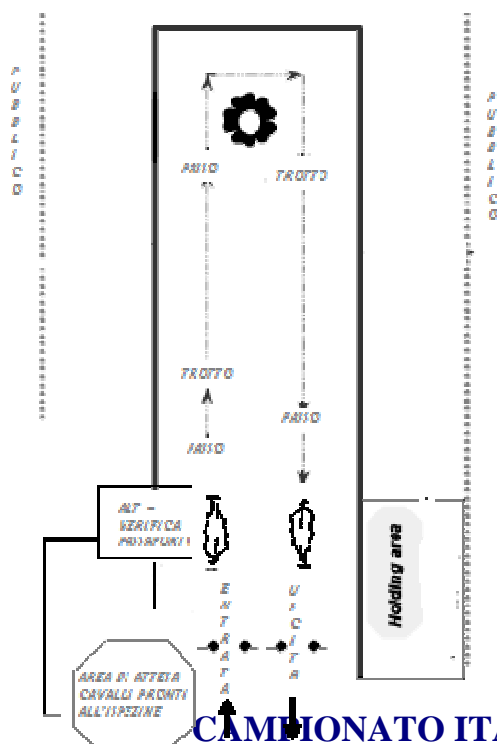 PUBBLICO
PUBBLICO
PASSO
TROTTO
TROTTO
PASSO
PASSO
ALT –
VERIFICA
PASSAPORTI
ENTRATA
USCITA
Holding area
AREA DI ATTESA
CAVALLI PRONTI
ALL'ISPEZINE
CAMPIONATO ITA